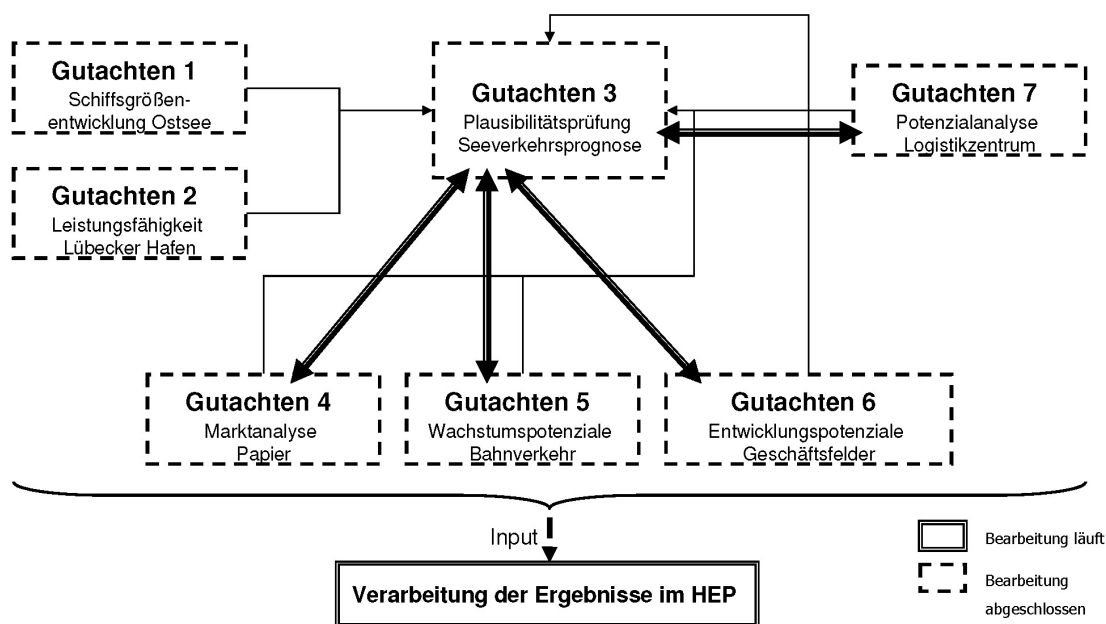 Gutachten 1
Schiffsgrößen-
entwicklung Ostsee
Gutachten 2
Leistungsfähigkeit
Lübecker Hafen
Gutachten 3
Plausibilitätsprüfung
Seeverkehrsprognose
Gutachten 7
Potenzialanalyse
Logistikzentrum
Gutachten 4
Marktanalyse
Papier
Gutachten 5
Wachstumspotenziale
Bahnverkehr
Gutachten 6
Entwicklungspotenziale
Geschäftsfelder
Input
Verarbeitung der Ergebnisse im HEP
Bearbeitung läuft
Bearbeitung
abgeschlossen